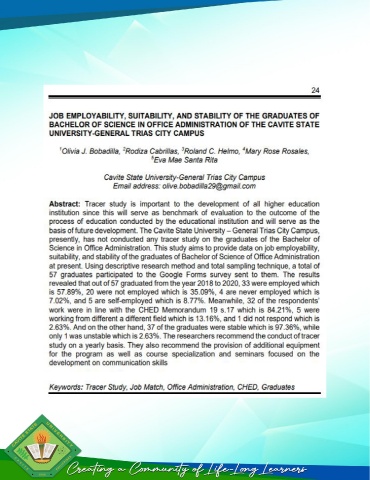 24
JOB EMPLOYABILITY, SUITABILITY, AND STABILITY OF THE GRADUATES OF
BACHELOR OF SCIENCE IN OFFICE ADMINISTRATION OF THE CAVITE STATE
UNIVERSITY-GENERAL TRIAS CITY CAMPUS
¹Olivia J. Bobadilla, ²Rodiza Cabrillas, ³Roland C. Helmo, ⁴Mary Rose Rosales,
⁵Eva Mae Santa Rita
Cavite State University-General Trias City Campus
Email address: olive.bobadilla29@gmail.com
Abstract: Tracer study is important to the development of all higher education
institution since this will serve as benchmark of evaluation to the outcome of the
process of education conducted by the educational institution and will serve as the
basis of future development. The Cavite State University – General Trias City Campus,
presently, has not conducted any tracer study on the graduates of the Bachelor of
Science in Office Administration. This study aims to provide data on job employability,
suitability, and stability of the graduates of Bachelor of Science of Office Administration
at present. Using descriptive research method and total sampling technique, a total of
57 graduates participated to the Google Forms survey sent to them. The results
revealed that out of 57 graduated from the year 2018 to 2020, 33 were employed which
is 57.89%, 20 were not employed which is 35.09%, 4 are never employed which is
7.02%, and 5 are self-employed which is 8.77%. Meanwhile, 32 of the respondents'
work were in line with the CHED Memorandum 19 s.17 which is 84.21%, 5 were
working from different a different field which is 13.16%, and 1 did not respond which is
2.63%. And on the other hand, 37 of the graduates were stable which is 97.36%, while
only 1 was unstable which is 2.63%. The researchers recommend the conduct of tracer
study on a yearly basis. They also recommend the provision of additional equipment
for the program as well as course specialization and seminars focused on the
development on communication skills
Keywords: Tracer Study, Job Match, Office Administration, CHED, Graduates
Creating a Community of Life-Long Learners